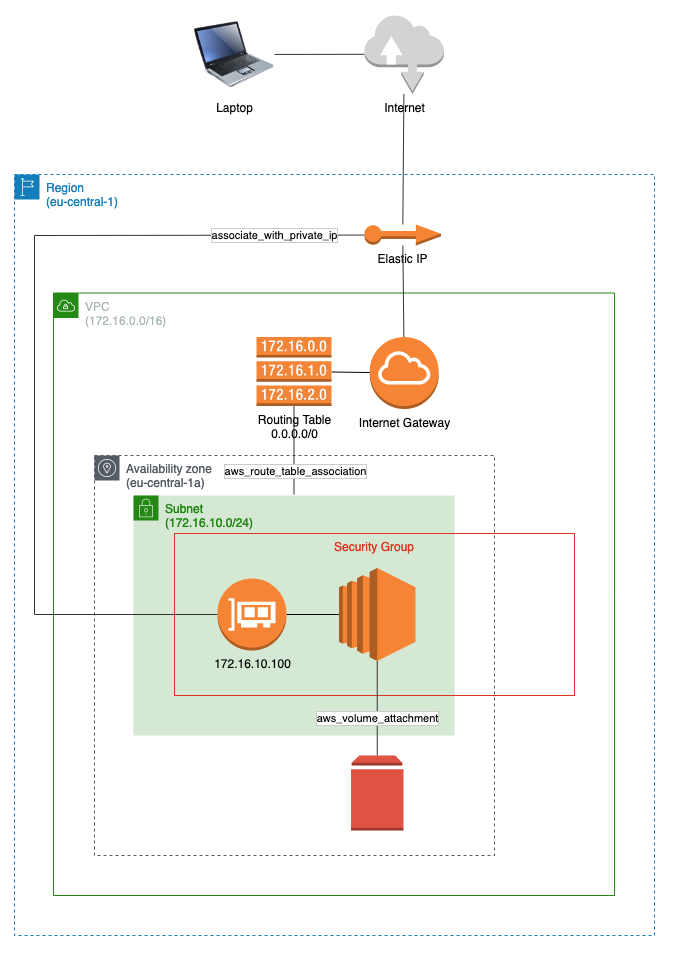 Laptop
Internet
Region
(eu-central-1)
associate_with_private_ip
Elastic IP
VPC
(172.16.0.0/16)
172.16.0.0
172.16.1.0
172.16.2.0
Routing Table
0.0.0.0/0
Internet Gateway
Availability zone
(eu-central-1a)
aws_route_table_association
Subnet
(172.16.10.0/24)
Security Group
172.16.10.100
aws_volume_attachment